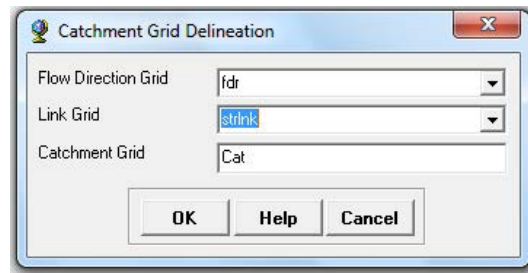 Catchment Grid Delineation
Flow Direction Grid fdr
Link Grid strlnk
Catchment Grid Cat
OK Help Cancel